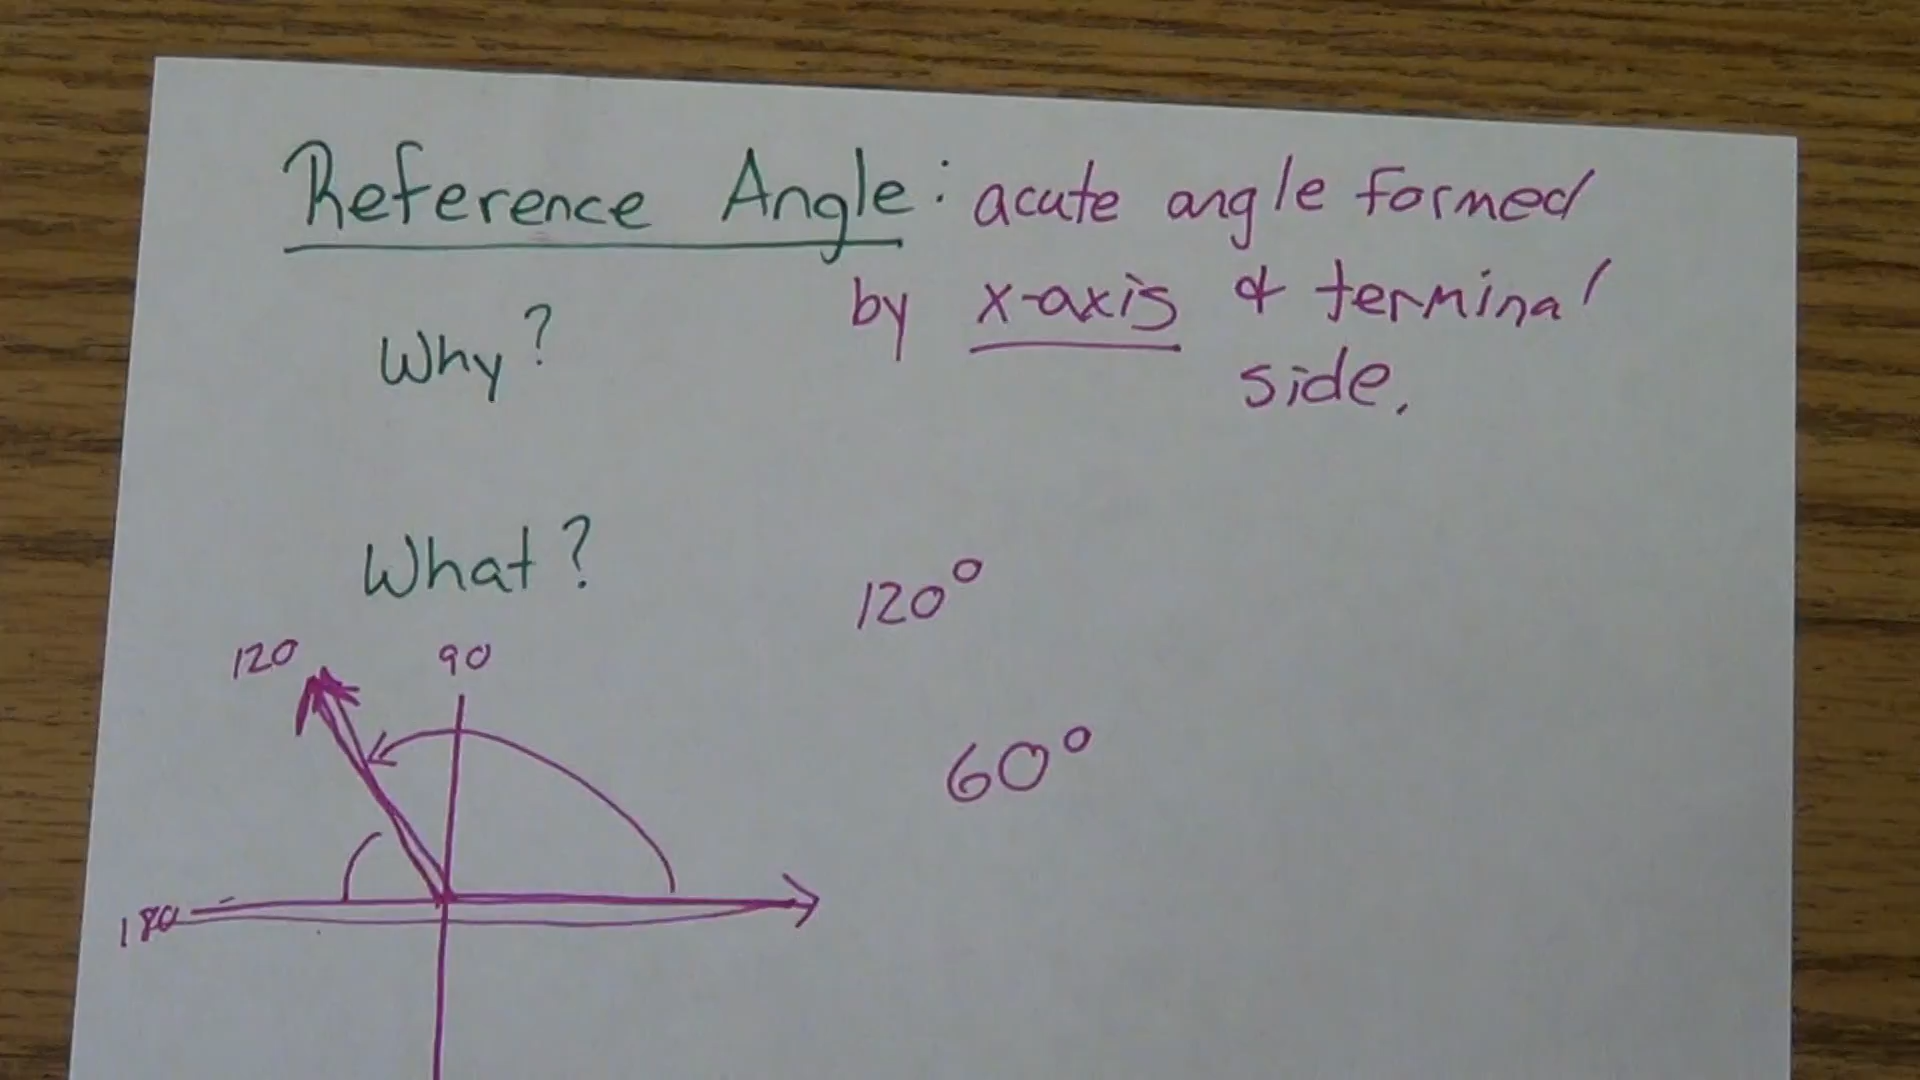 Reference Angle: acute angle formed
by x-axis & terminal
side.
Why?
What?
120°
120 90
60°
180